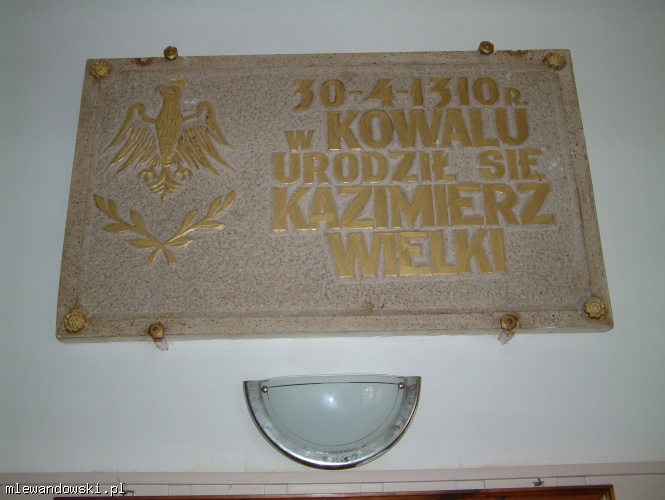 30-4-1310 R.
W KOWALU
URODZIŁ SIĘ
KAZIMIERZ
WIELKI
mlewandowski.pl